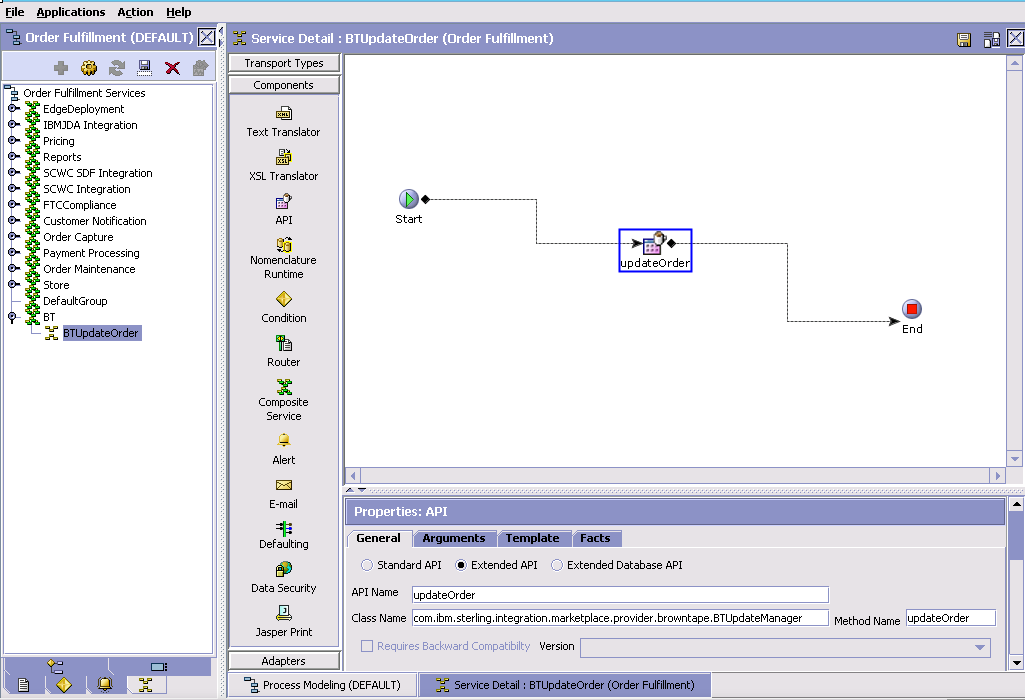 File Applications Action Help
Order Fulfillment (DEFAULT)
Order Fulfillment Services
EdgeDeployment
IBMJDA Integration
Pricing
Reports
SCWC SDF Integration
SCWC Integration
FTCCompliance
Customer Notification
Order Capture
Payment Processing
Order Maintenance
Store
DefaultGroup
BT
BTUpdateOrder
Service Detail : BTUpdateOrder (Order Fulfillment)
Transport Types
Components
Text Translator
XSL Translator
API
Nomenclature
Runtime
Condition
Router
Composite
Service
Alert
E-mail
Defaulting
Data Security
Jasper Print
Adapters
Start
updateOrder
End
Properties: API
General Arguments Template Facts
Standard API Extended API Extended Database API
API Name updateOrder
Class Name com.ibm.sterling.integration.marketplace.provider.browntape.BTUpdateManager Method Name updateOrder
Requires Backward Compatibilty Version
Process Modeling (DEFAULT) Service Detail : BTUpdateOrder (Order Fulfillment)